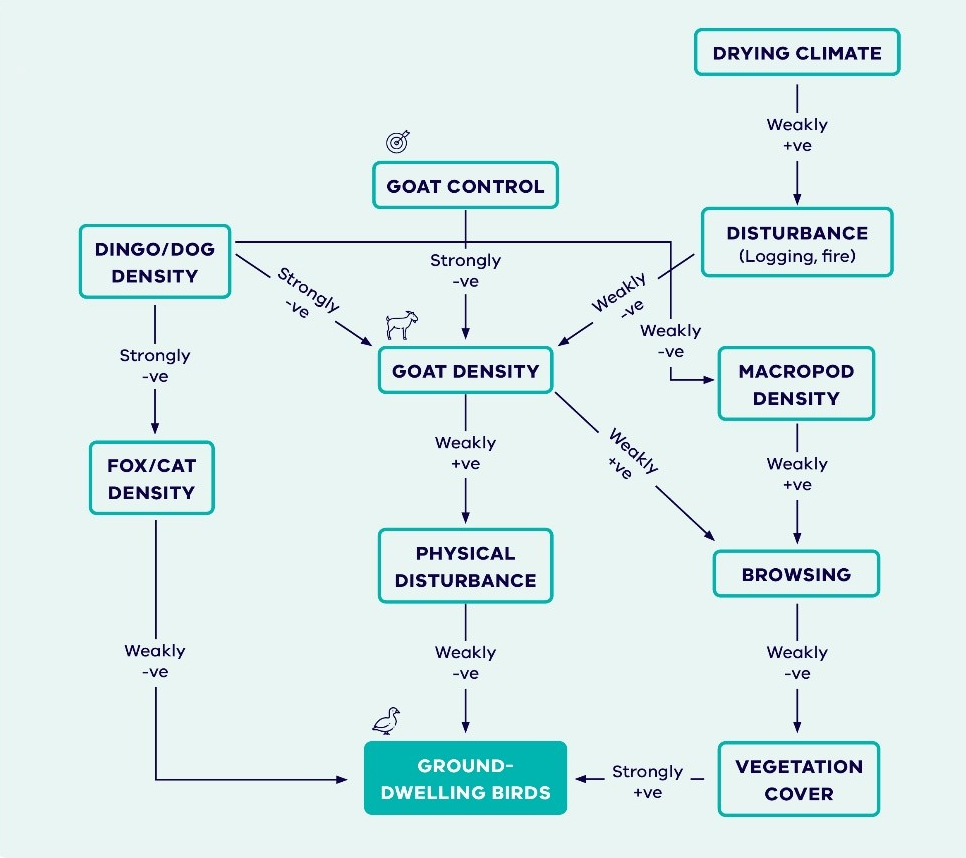 DRYING CLIMATE
Weakly
+ve
GOAT CONTROL
DISTURBANCE
(Logging, fire)
DINGO/DOG
DENSITY
Strongly
-ve
Strongly
-ve
Weakly
-ve
Weakly
-ve
Strongly
-ve
GOAT DENSITY
MACROPOD
DENSITY
Weakly
+ve
Weakly
+ve
Weakly
+ve
FOX/CAT
DENSITY
PHYSICAL
DISTURBANCE
BROWSING
Weakly
-ve
Weakly
-ve
Weakly
-ve
GROUND-
DWELLING BIRDS
Strongly
+ve
VEGETATION
COVER